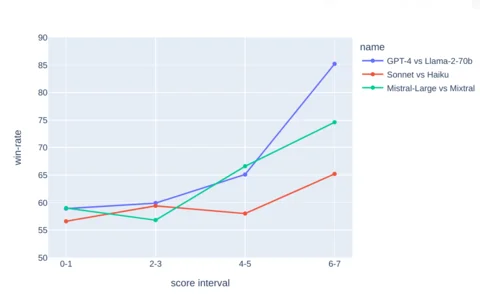 90
85
80
75
70
65
60
55
50
win-rate
0-1
2-3
4-5
6-7
score interval
name
GPT-4 vs Llama-2-70b
Sonnet vs Haiku
Mistral-Large vs Mixtral